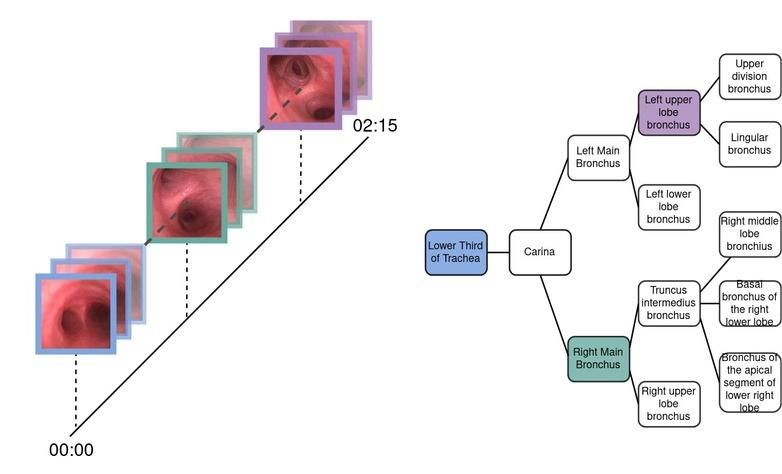 02:15
00:00
Lower Third
of Trachea
Carina
Left Main
Bronchus
Right Main
Bronchus
Left upper
lobe
bronchus
Left lower
lobe
bronchus
Truncus
intermedius
bronchus
Right upper
lobe
bronchus
Upper
division
bronchus
Lingular
bronchus
Right middle
lobe
bronchius
Basal
bronchus of
the right
lower lobe
Bronchus of
the apical
segment of
lower right
lobe